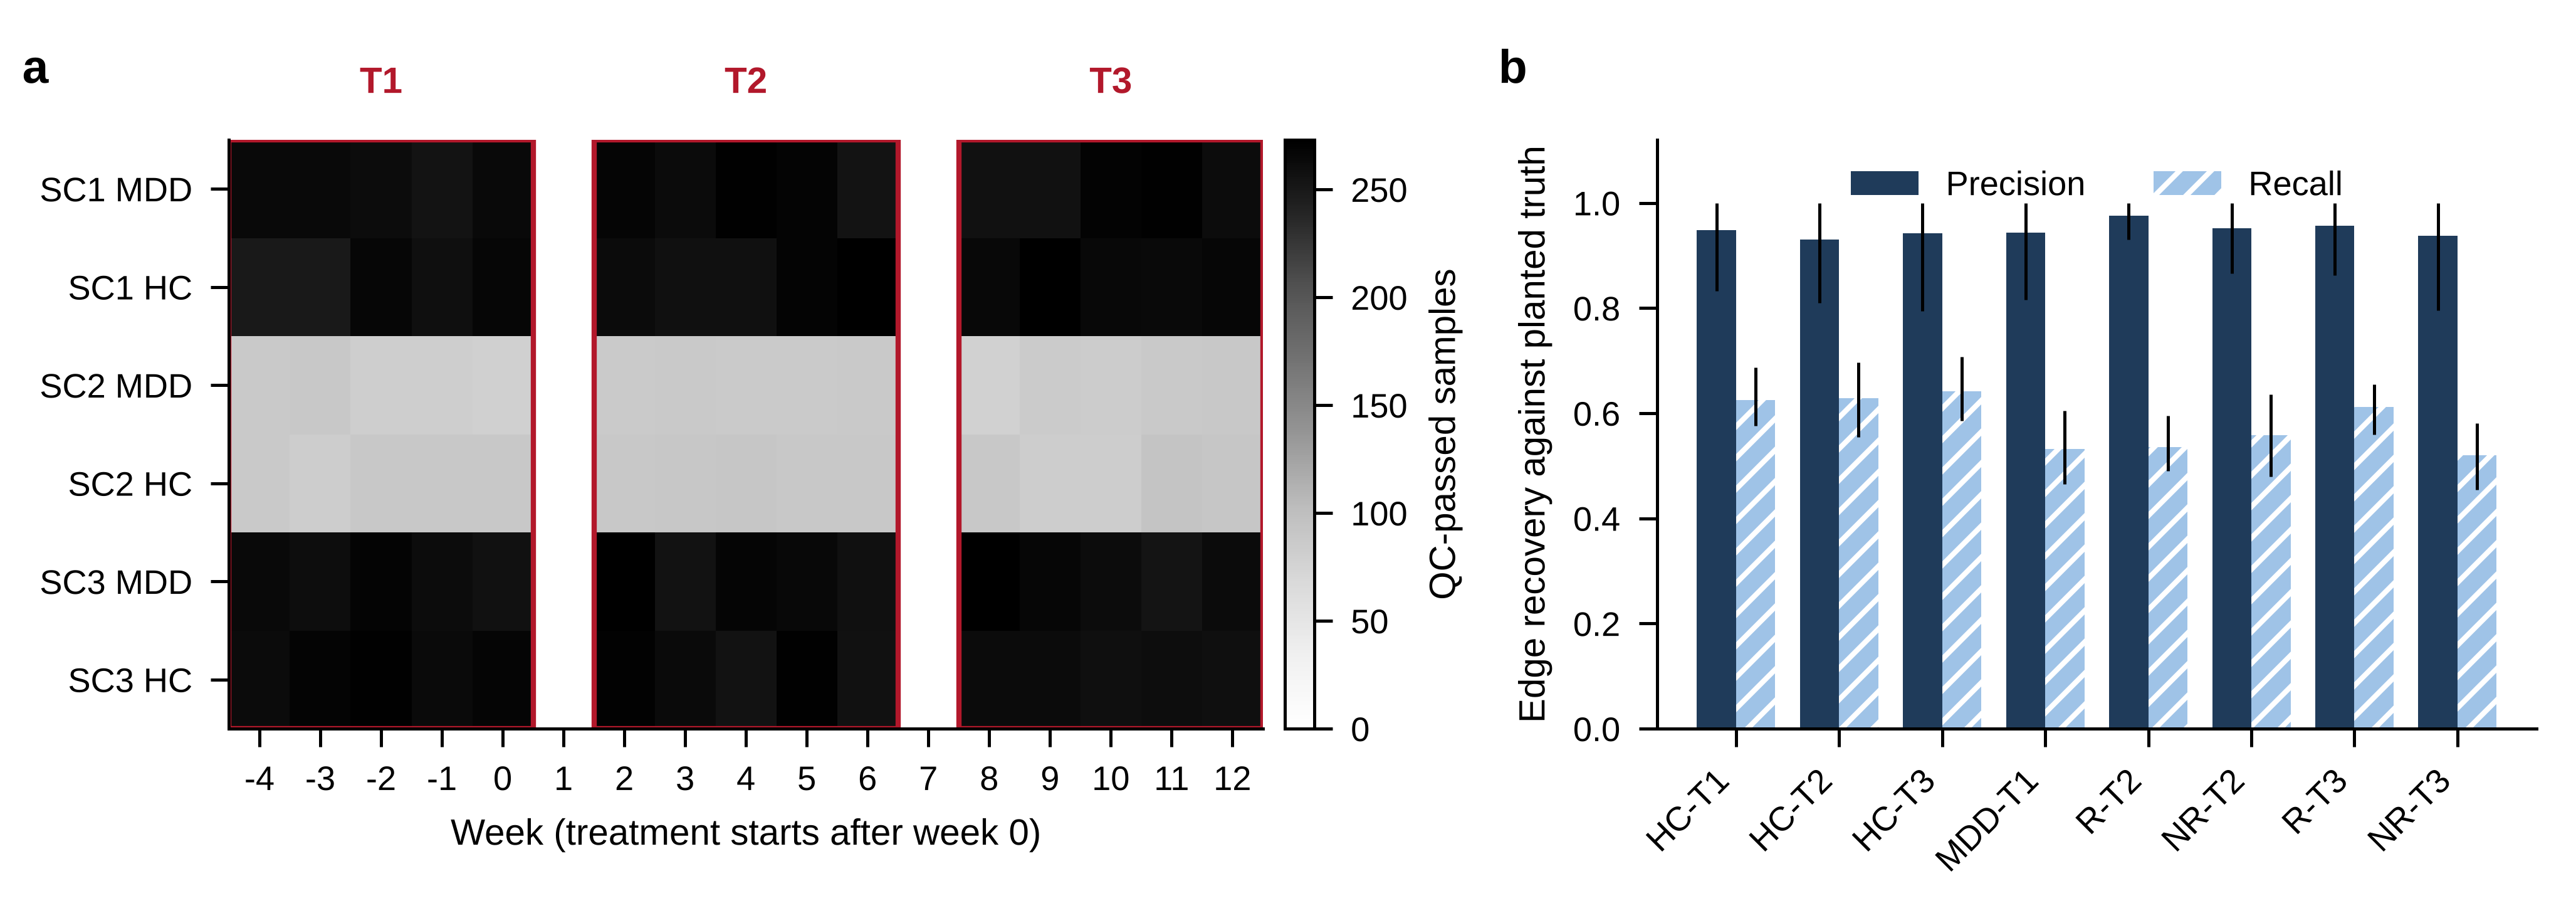 a
T1
T2
T3
SC1 MDD
SC1 HC
SC2 MDD
SC2 HC
SC3 MDD
SC3 HC
-4 -3 -2 -1 0 1 2 3 4 5 6 7 8 9 10 11 12
Week (treatment starts after week 0)
250
200
150
100
50
0
QC-passed samples
b
Precision
Recall
Edge recovery against planted truth
1.0
0.8
0.6
0.4
0.2
0.0
HC-T1
HC-T2
HC-T3
MDD-T1
R-T2
NR-T2
R-T3
NR-T3